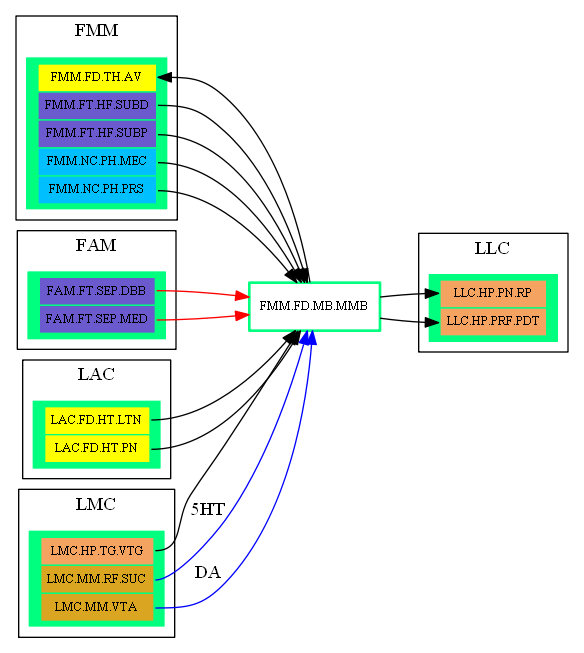 FMM
FMM.FD.TH.AV
FMM.FT.HF.SUBD
FMM.FT.HF.SUBP
FMM.NC.PH.MEC
FMM.NC.PH.PRS
FAM
FAM.FT.SEP.DBB
FAM.FT.SEP.MED
LAC
LAC.FD.HT.LTN
LAC.FD.HT.PN
LMC
LMC.HP.TG.VTG
LMC.MM.RF.SUC
LMC.MM.VTA
5HT
DA
FMM.FD.MB.MMB
LLC
LLC.HP.PN.RP
LLC.HP.PRF.PDT